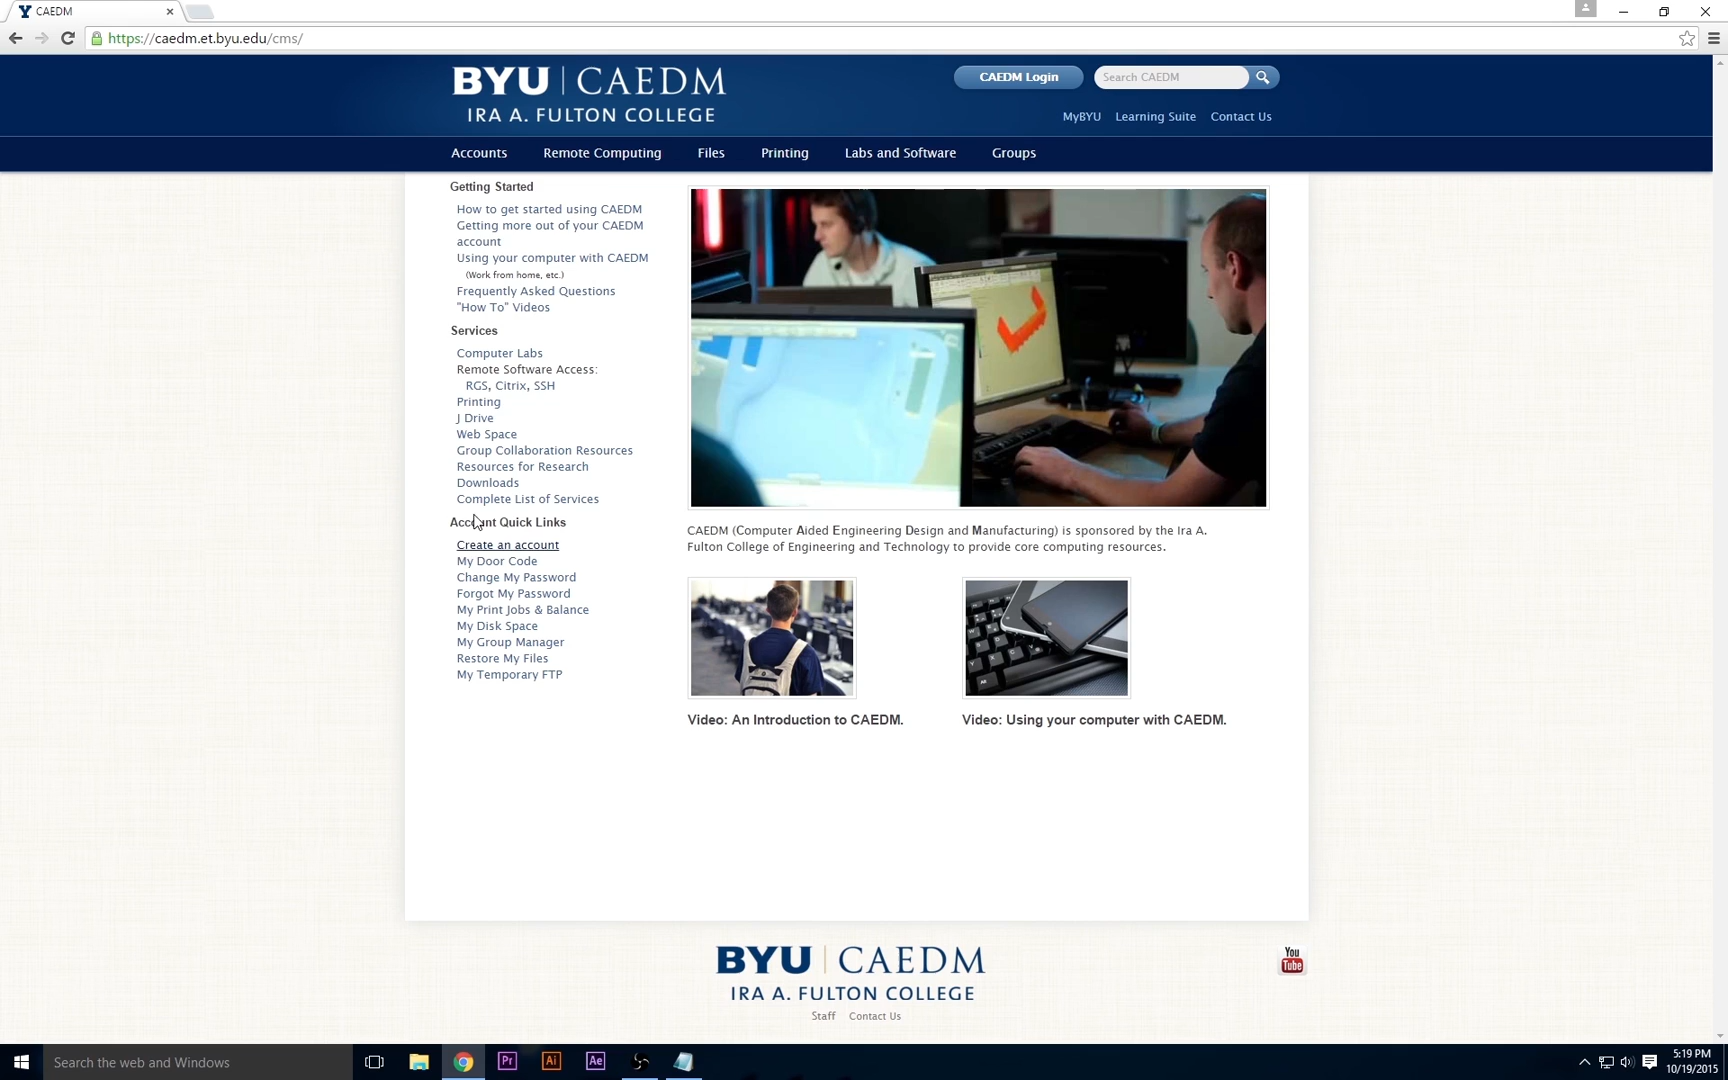 CAEDM
https://caedm.et.byu.edu/cms/
BYU | CAEDM
IRA A. FULTON COLLEGE
CAEDM Login
Search CAEDM
MyBYU Learning Suite Contact Us
Accounts Remote Computing Files Printing Labs and Software Groups
Getting Started
How to get started using CAEDM
Getting more out of your CAEDM
account
Using your computer with CAEDM
(Work from home, etc.)
Frequently Asked Questions
"How To" Videos
Services
Computer Labs
Remote Software Access:
RGS, Citrix, SSH
Printing
J Drive
Web Space
Group Collaboration Resources
Resources for Research
Downloads
Complete List of Services
Account Quick Links
Create an account
My Door Code
Change My Password
Forgot My Password
My Print Jobs & Balance
My Disk Space
My Group Manager
Restore My Files
My Temporary FTP
CAEDM (Computer Aided Engineering Design and Manufacturing) is sponsored by the Ira A.
Fulton College of Engineering and Technology to provide core computing resources.
Video: An Introduction to CAEDM.
Video: Using your computer with CAEDM.
BYU | CAEDM
IRA A. FULTON COLLEGE
Staff Contact Us
You
Tube
Search the web and Windows
Pr
Ai
Ae
5:19 PM
10/19/2015